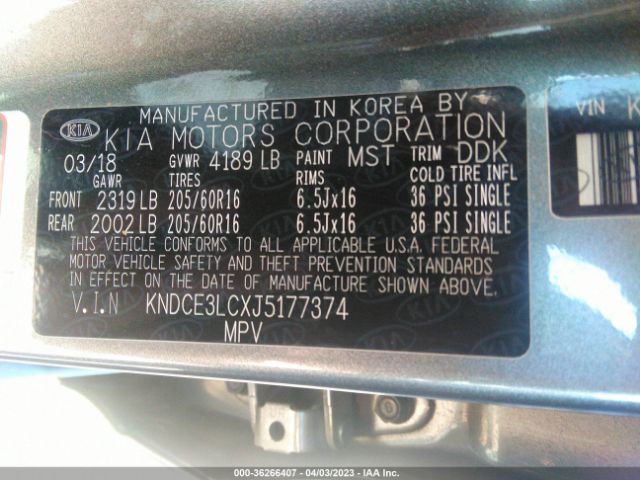 MANUFACTURED IN KOREA BY
KIA KIA MOTORS CORPORATION
03/18 GVWR 4189 LB PAINT MST TRIM DDK
GAWR TIRES RIMS COLD TIRE INFL
FRONT 2319 LB 205/60R16 6.5Jx16 36 PSI SINGLE
REAR 2002 LB 205/60R16 6.5Jx16 36 PSI SINGLE
THIS VEHICLE CONFORMS TO ALL APPLICABLE U.S.A. FEDERAL
MOTOR VEHICLE SAFETY AND THEFT PREVENTION STANDARDS
IN EFFECT ON THE DATE OF MANUFACTURE SHOWN ABOVE.
V.I.N KNDCE3LCXJ5177374
MPV
VIN K
000-36266407 - 04/03/2023 - IAA Inc.